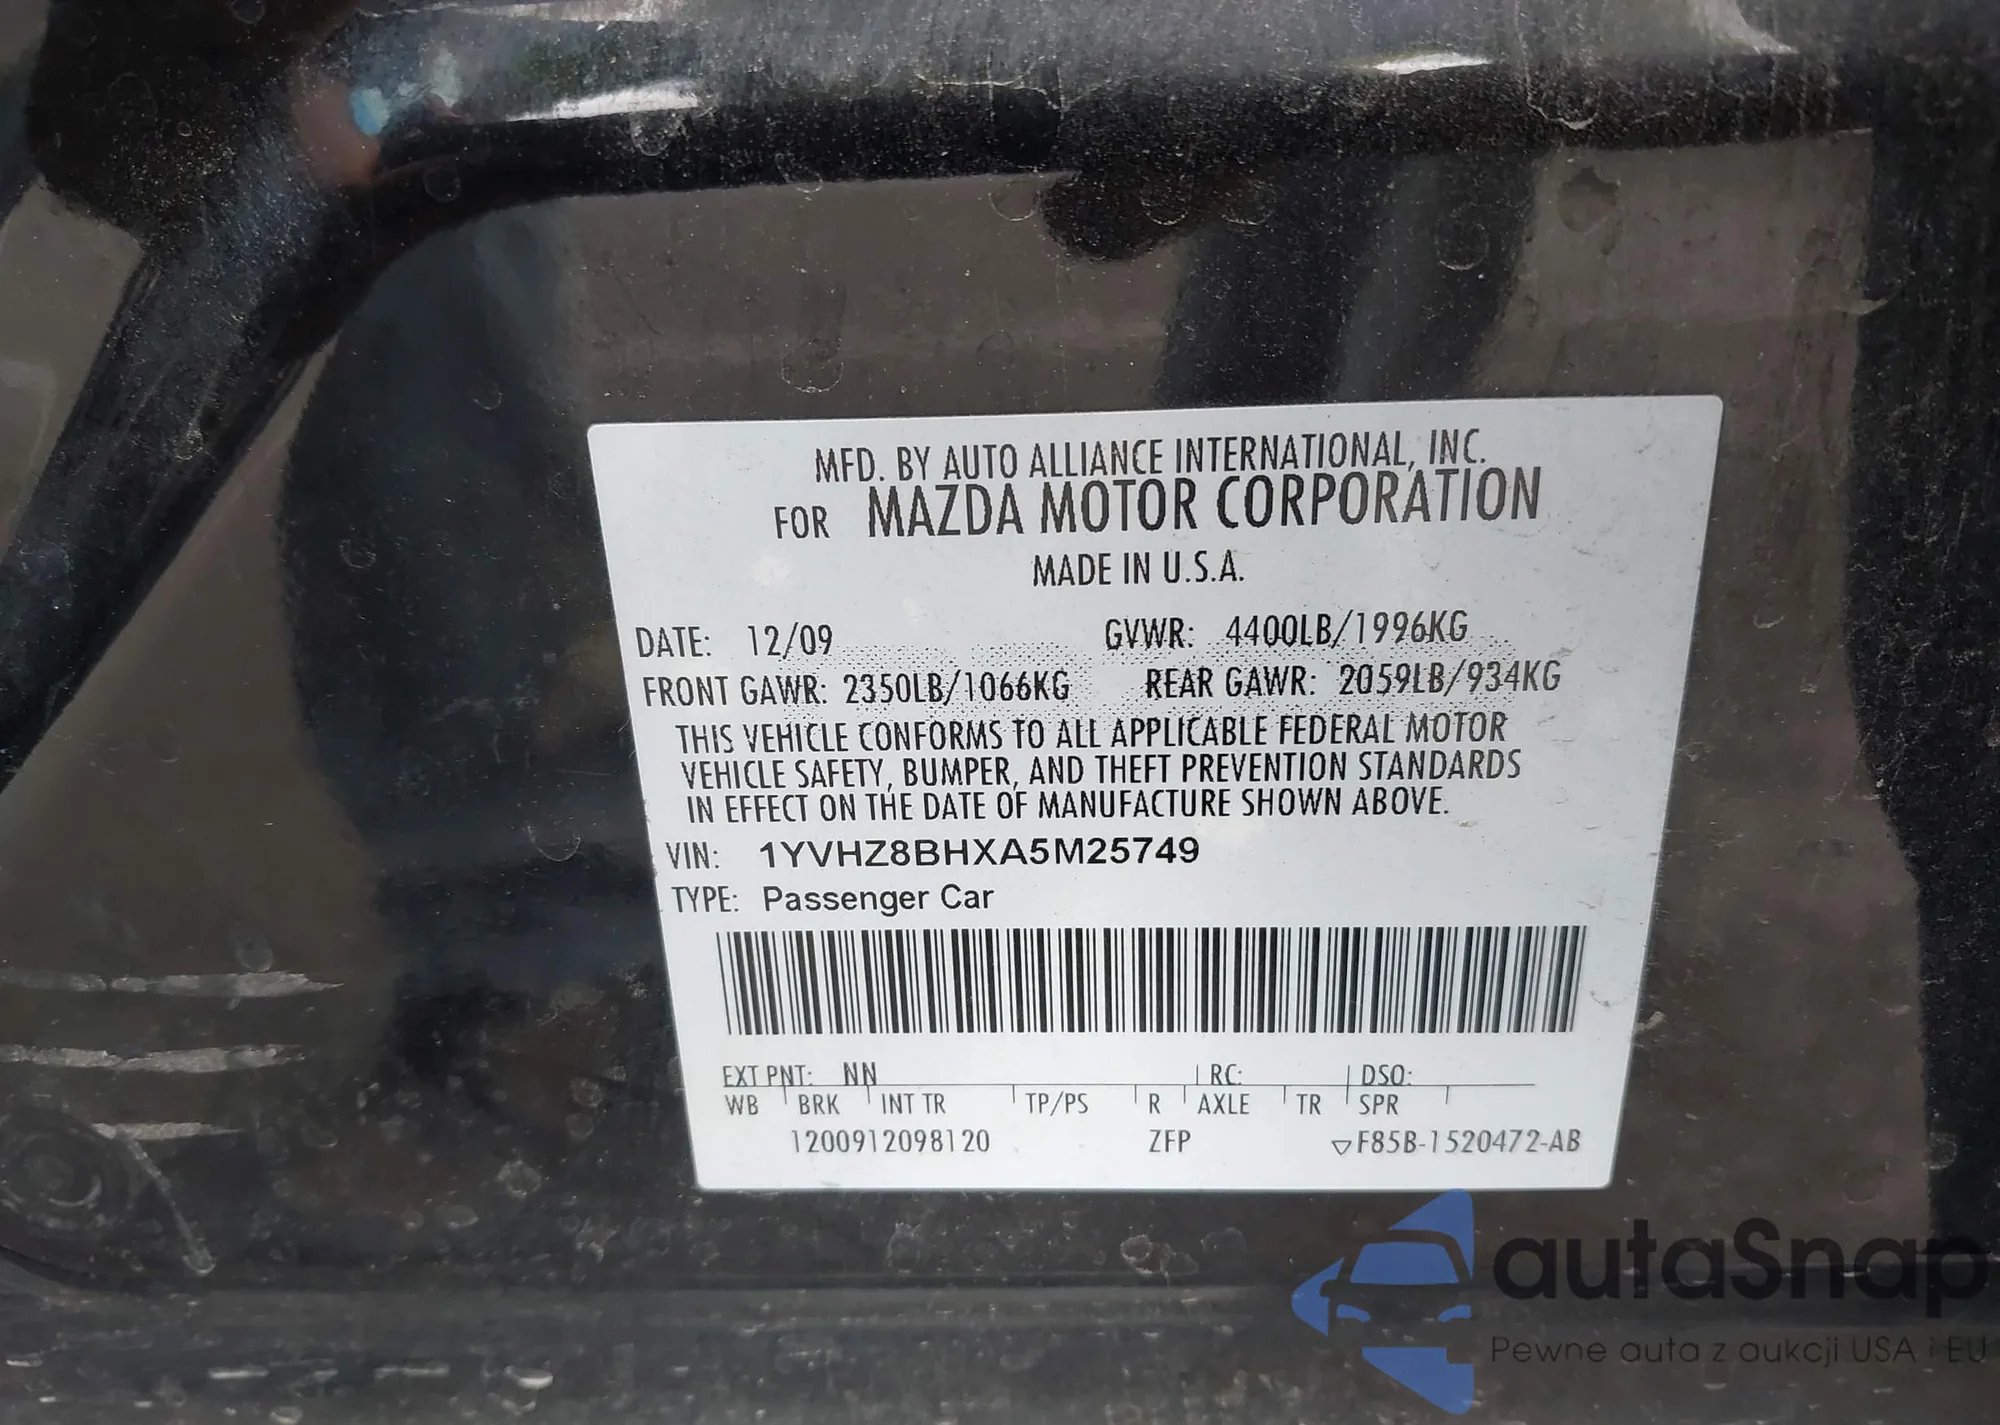 MFD. BY AUTO ALLIANCE INTERNATIONAL, INC.
FOR MAZDA MOTOR CORPORATION
MADE IN U.S.A.
DATE: 12/09 GVWR: 4400LB/1996KG
FRONT GAWR: 2350LB/1066KG REAR GAWR: 2059LB/934KG
THIS VEHICLE CONFORMS TO ALL APPLICABLE FEDERAL MOTOR
VEHICLE SAFETY, BUMPER, AND THEFT PREVENTION STANDARDS
IN EFFECT ON THE DATE OF MANUFACTURE SHOWN ABOVE.
VIN: 1YVHZ8BHXA5M25749
TYPE: Passenger Car
EXT PNT: NN RC: DSO:
WB BRK INT TR TP/PS R AXLE TR SPR
1200912098120 ZFP ▽F85B-1520472-AB
autaSnap
Pewne auta z aukcji USA i EU